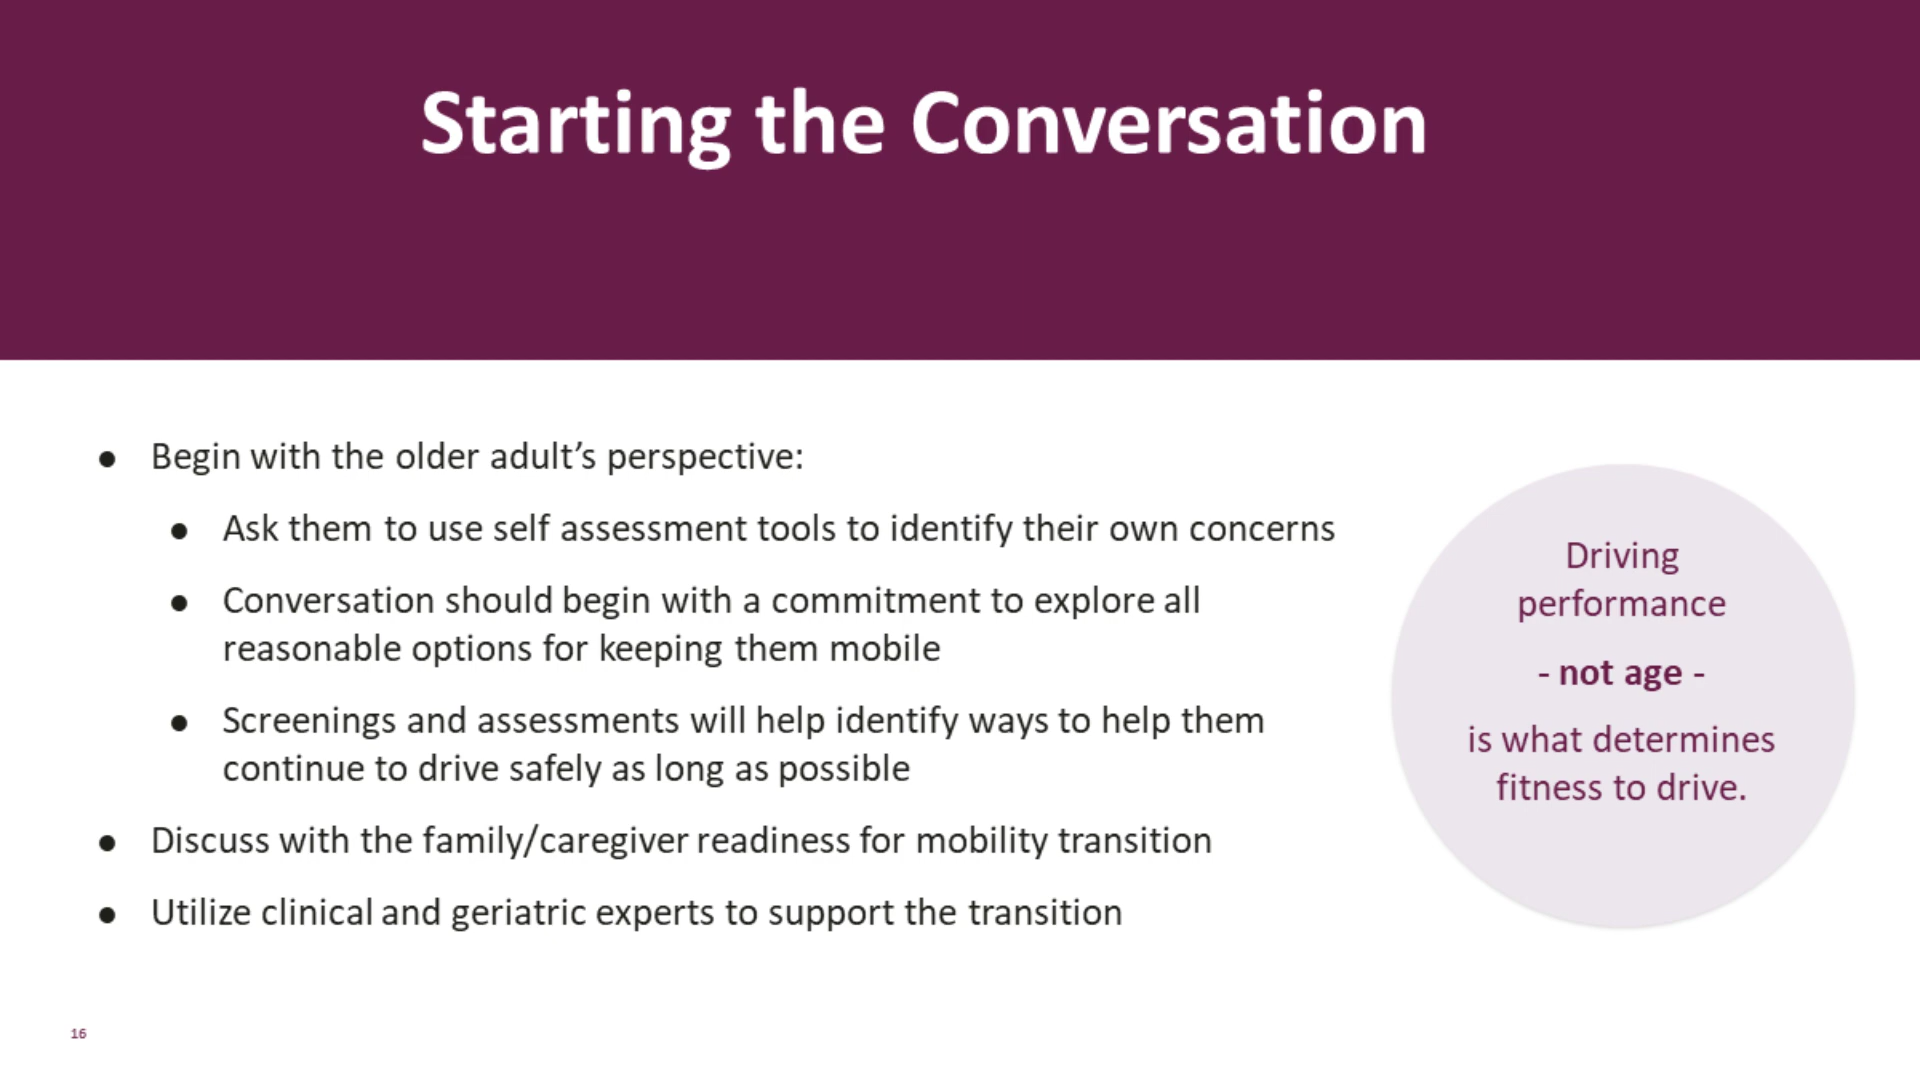 Starting the Conversation
● Begin with the older adult’s perspective:
● Ask them to use self assessment tools to identify their own concerns
● Conversation should begin with a commitment to explore all
reasonable options for keeping them mobile
● Screenings and assessments will help identify ways to help them
continue to drive safely as long as possible
● Discuss with the family/caregiver readiness for mobility transition
● Utilize clinical and geriatric experts to support the transition
Driving
performance
- not age -
is what determines
fitness to drive.
16